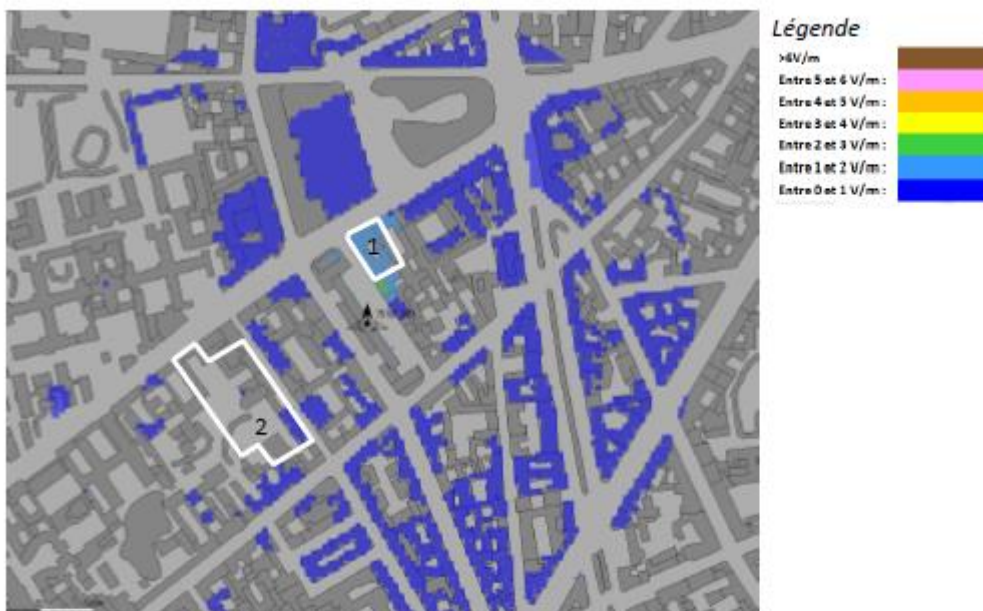 Légende
>6V/m
Entre 5 et 6 V/m :
Entre 4 et 5 V/m :
Entre 3 et 4 V/m :
Entre 2 et 3 V/m :
Entre 1 et 2 V/m :
Entre 0 et 1 V/m :
1
2